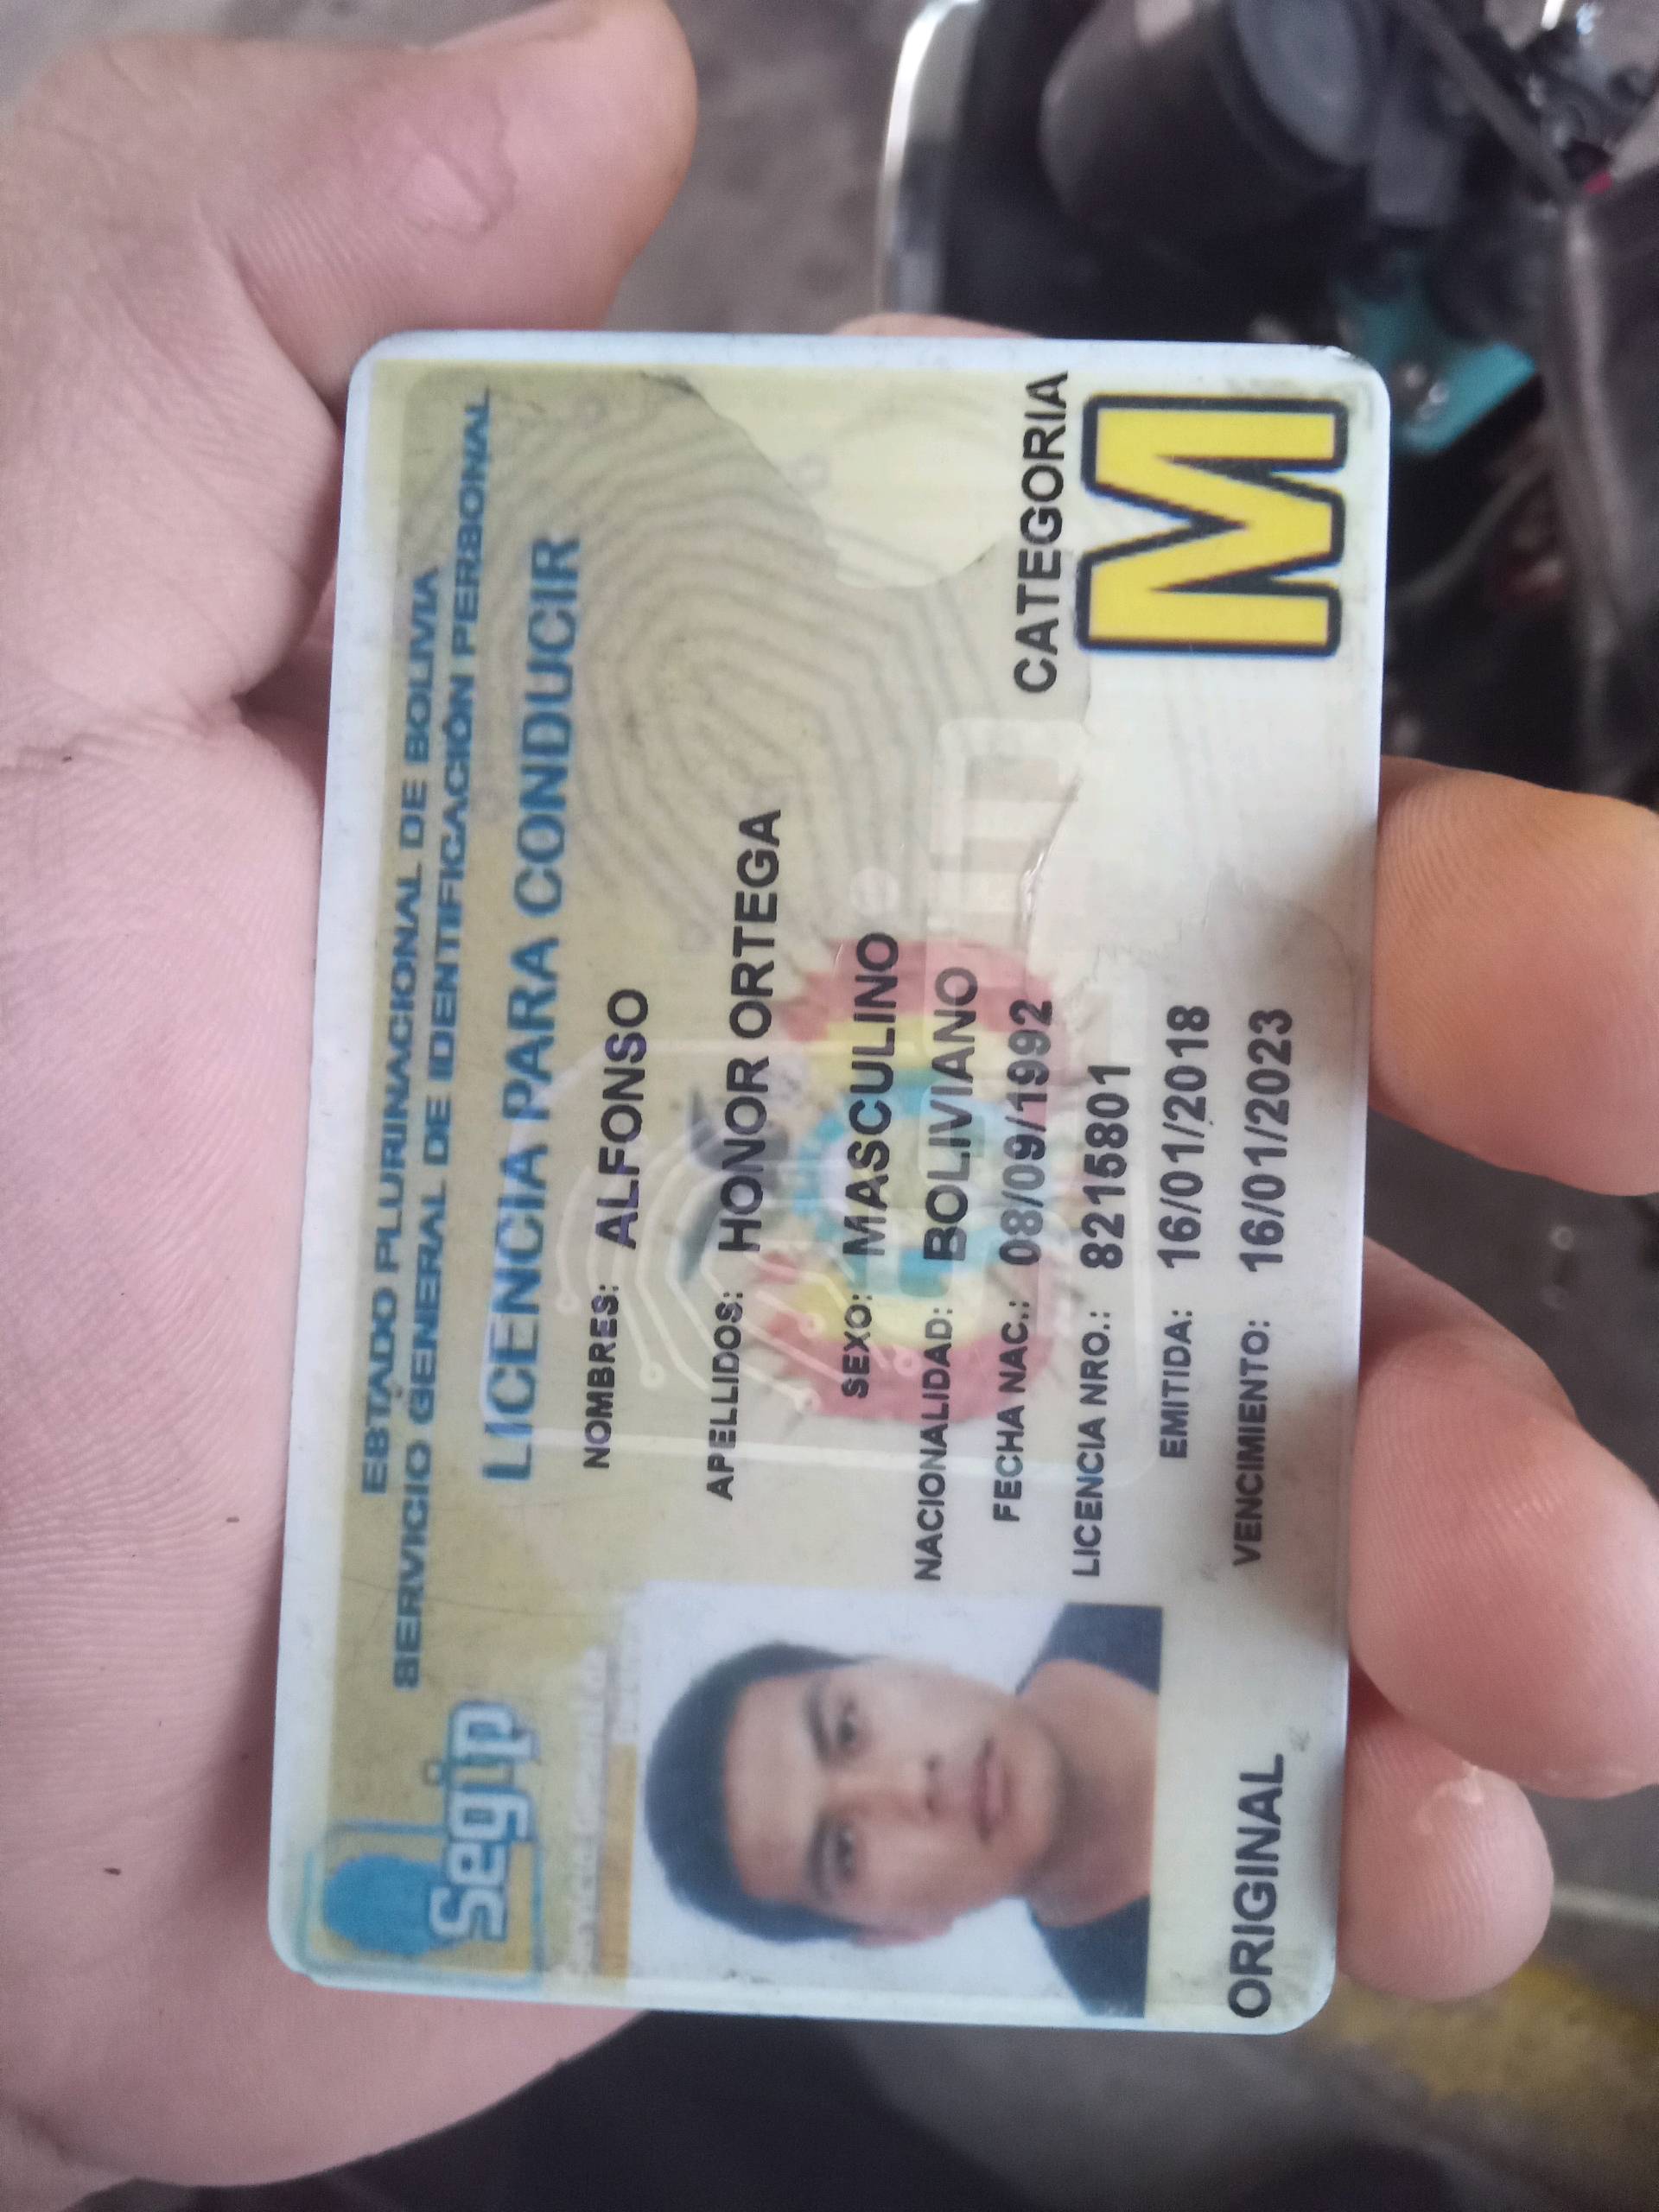 Segip
ESTADO PLURINACIONAL DE BOLIVIA
SERVICIO GENERAL DE IDENTIFICACIÓN PERSONAL
LICENCIA PARA CONDUCIR
NOMBRES: ALFONSO
APELLIDOS: HONOR ORTEGA
SEXO: MASCULINO
NACIONALIDAD: BOLIVIANO
FECHA NAC.: 08/09/1992
LICENCIA NRO.: 8215801
EMITIDA: 16/01/2018
VENCIMIENTO: 16/01/2023
CATEGORIA
M
ORIGINAL